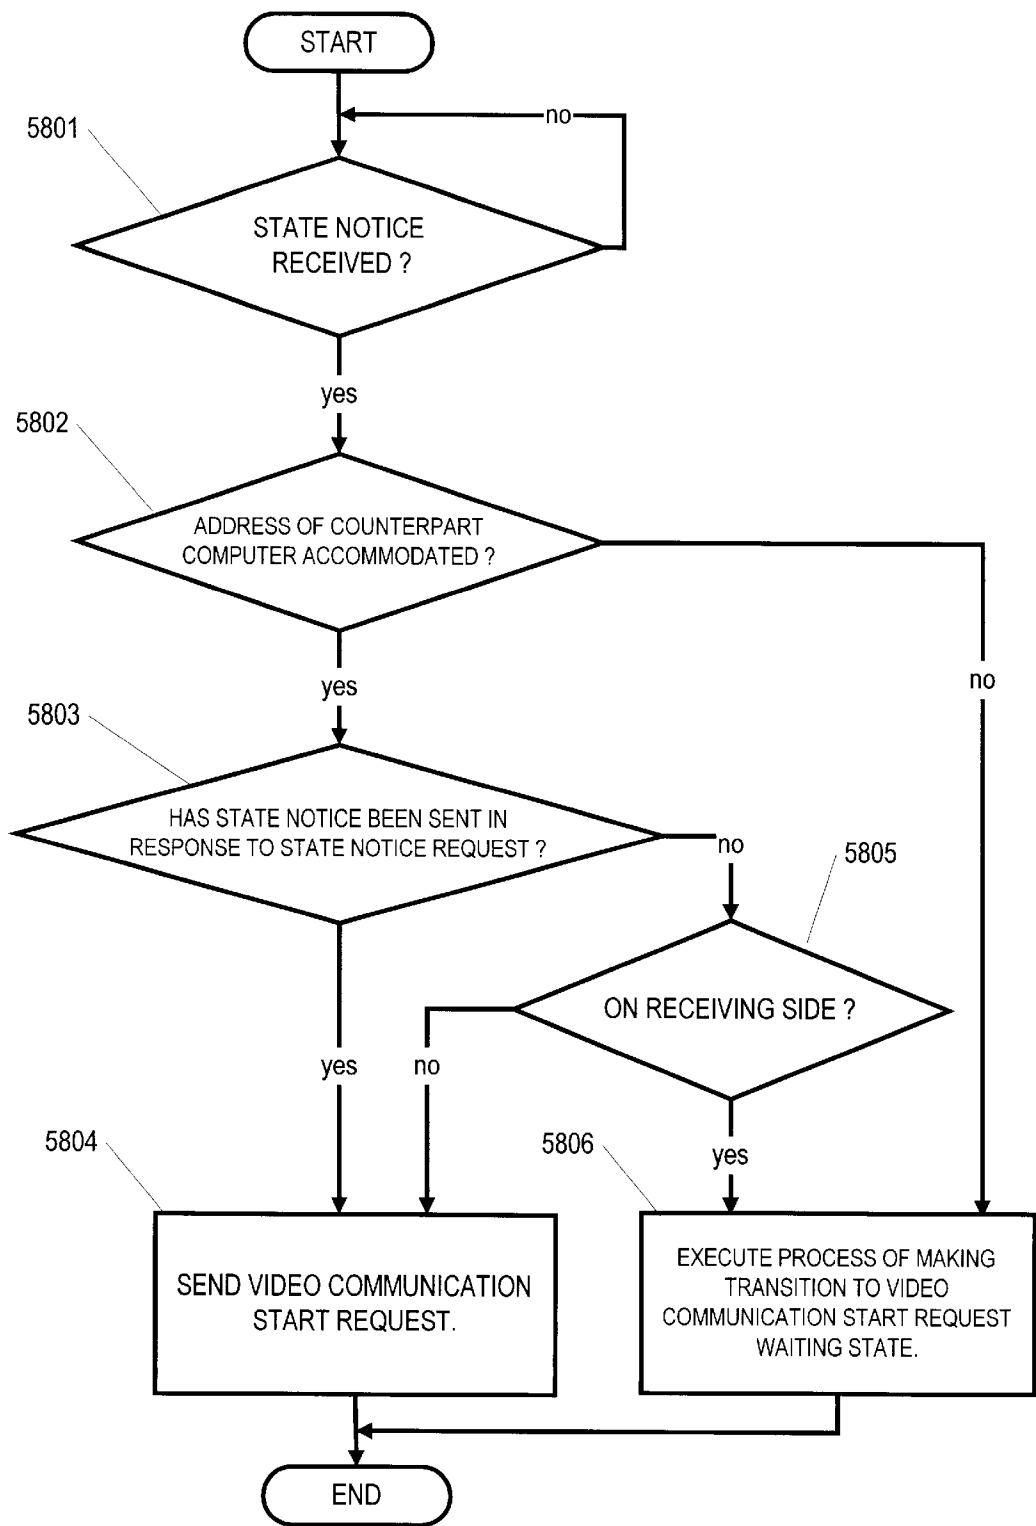 START
no
5801
STATE NOTICE
RECEIVED ?
yes
5802
ADDRESS OF COUNTERPART
COMPUTER ACCOMMODATED ?
yes
no
5803
HAS STATE NOTICE BEEN SENT IN
RESPONSE TO STATE NOTICE REQUEST ?
no
5805
ON RECEIVING SIDE ?
yes
no
5804
5806
yes
SEND VIDEO COMMUNICATION
START REQUEST.
EXECUTE PROCESS OF MAKING
TRANSITION TO VIDEO
COMMUNICATION START REQUEST
WAITING STATE.
END